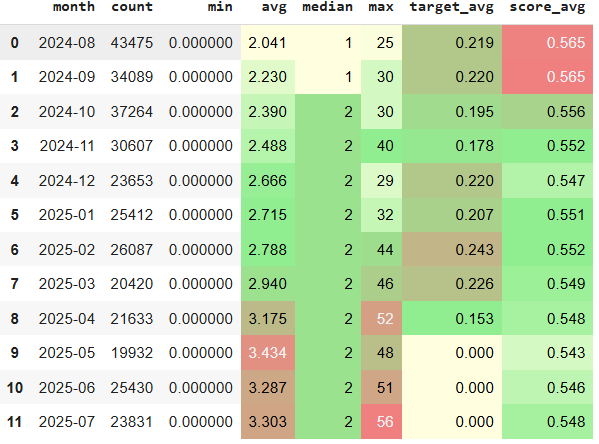 month count min avg median max target_avg score_avg
0 2024-08 43475 0.000000 2.041 1 25 0.219 0.565
1 2024-09 34089 0.000000 2.230 1 30 0.220 0.565
2 2024-10 37264 0.000000 2.390 2 30 0.195 0.556
3 2024-11 30607 0.000000 2.488 2 40 0.178 0.552
4 2024-12 23653 0.000000 2.666 2 29 0.220 0.547
5 2025-01 25412 0.000000 2.715 2 32 0.207 0.551
6 2025-02 26087 0.000000 2.788 2 44 0.243 0.552
7 2025-03 20420 0.000000 2.940 2 46 0.226 0.549
8 2025-04 21633 0.000000 3.175 2 52 0.153 0.548
9 2025-05 19932 0.000000 3.434 2 48 0.000 0.543
10 2025-06 25430 0.000000 3.287 2 51 0.000 0.546
11 2025-07 23831 0.000000 3.303 2 56 0.000 0.548